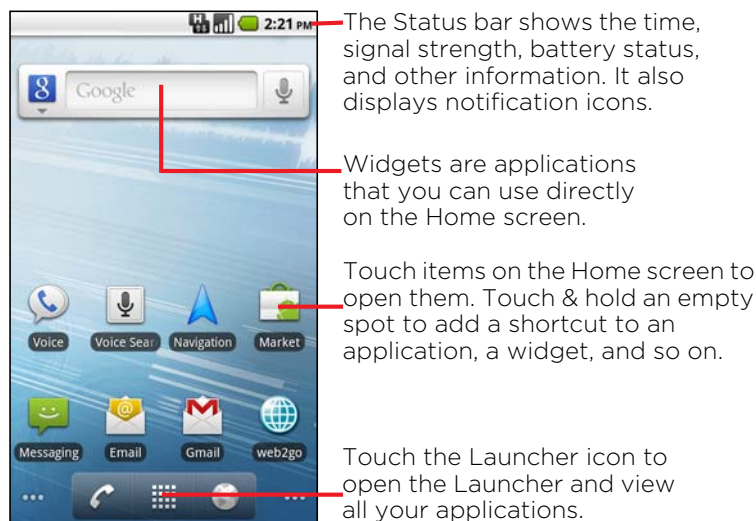 2:21 PM
The Status bar shows the time,
signal strength, battery status,
and other information. It also
displays notification icons.
Google
Widgets are applications
that you can use directly
on the Home screen.
Touch items on the Home screen to
open them. Touch & hold an empty
spot to add a shortcut to an
application, a widget, and so on.
Voice Voice Sear Navigation Market
Messaging Email Gmail web2go
Touch the Launcher icon to
open the Launcher and view
all your applications.